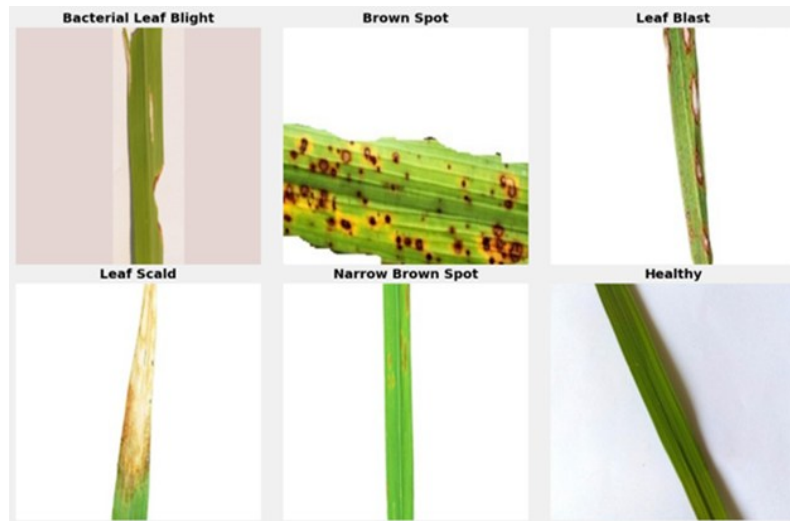 Bacterial Leaf Blight
Brown Spot
Leaf Blast
Leaf Scald
Narrow Brown Spot
Healthy